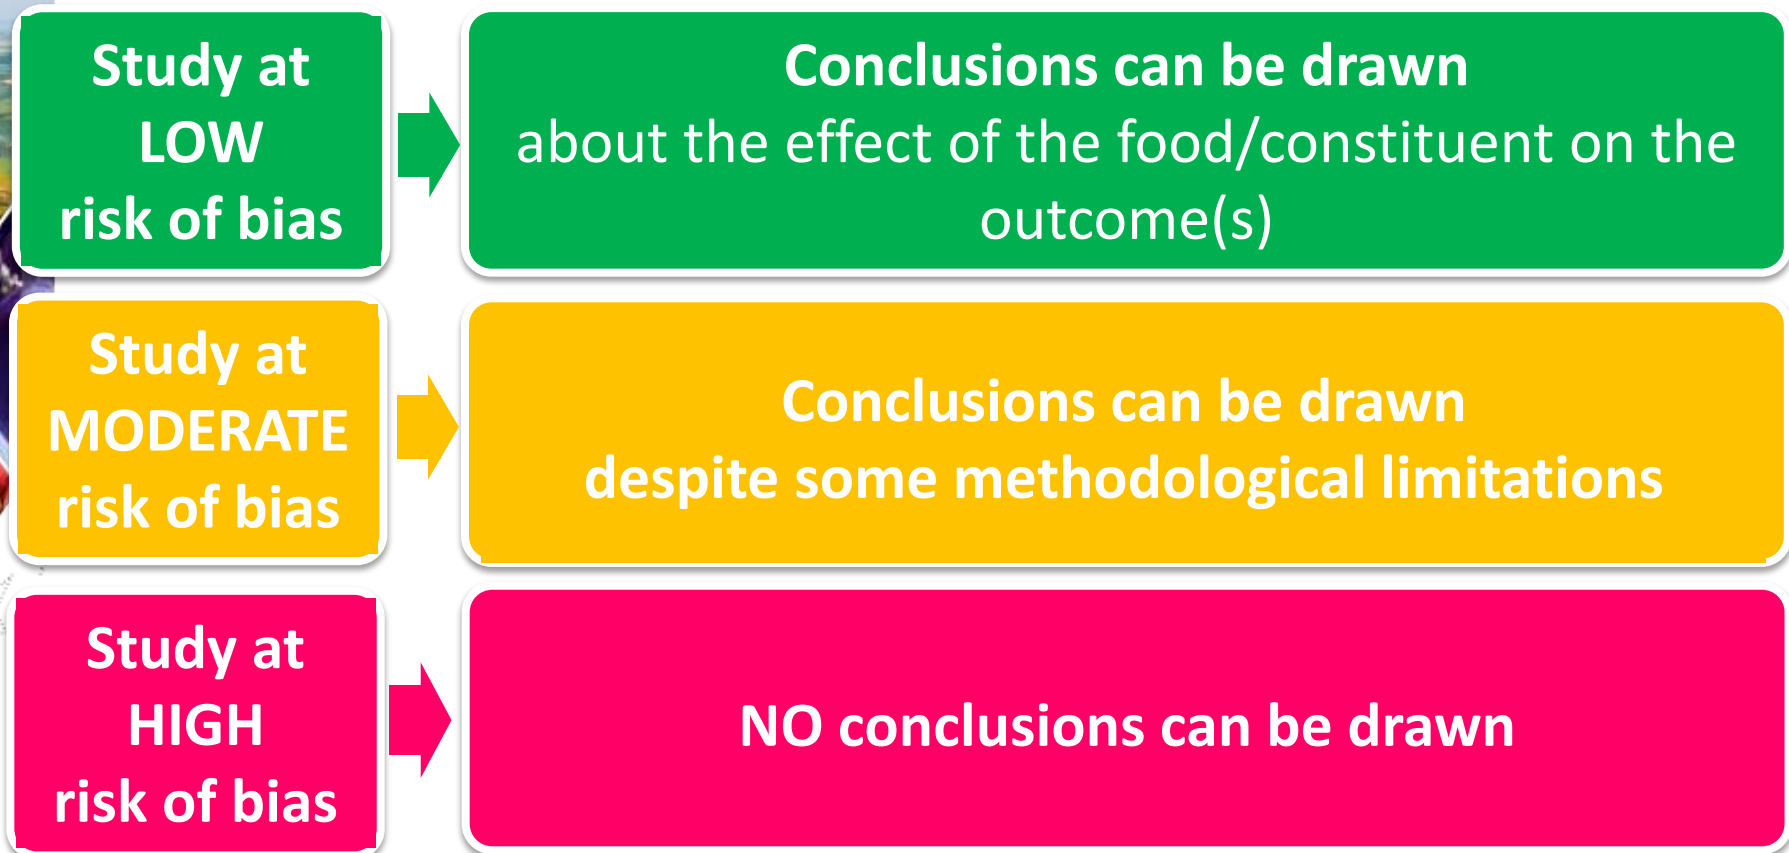 Study at
LOW
risk of bias
Conclusions can be drawn
about the effect of the food/constituent on the
outcome(s)
Study at
MODERATE
risk of bias
Conclusions can be drawn
despite some methodological limitations
Study at
HIGH
risk of bias
NO conclusions can be drawn